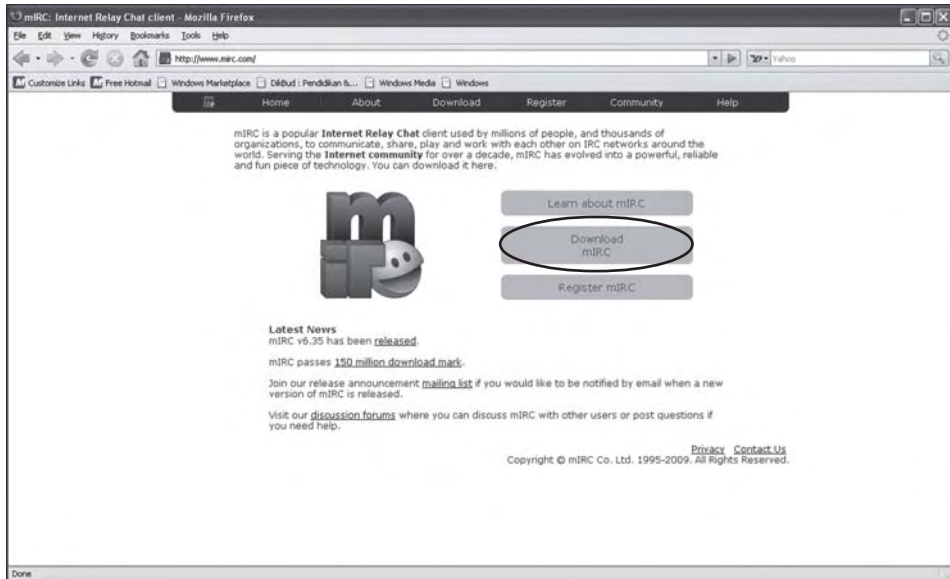 mIRC: Internet Relay Chat client - Mozilla Firefox
File Edit View History Bookmarks Tools Help
http://www.mirc.com/
Yahoo
Customize Links Free Hotmail Windows Marketplace DikBud : Pendidikan &... Windows Media Windows
Home About Download Register Community Help
mIRC is a popular Internet Relay Chat client used by millions of people, and thousands of
organizations, to communicate, share, play and work with each other on IRC networks around the
world. Serving the Internet community for over a decade, mIRC has evolved into a powerful, reliable
and fun piece of technology. You can download it here.
mirc
Learn about mIRC
Download
mIRC
Register mIRC
Latest News
mIRC v6.35 has been released.
mIRC passes 150 million download mark.
Join our release announcement mailing list if you would like to be notified by email when a new
version of mIRC is released.
Visit our discussion forums where you can discuss mIRC with other users or post questions if
you need help.
Privacy Contact Us
Copyright © mIRC Co. Ltd. 1995-2009. All Rights Reserved.
Done